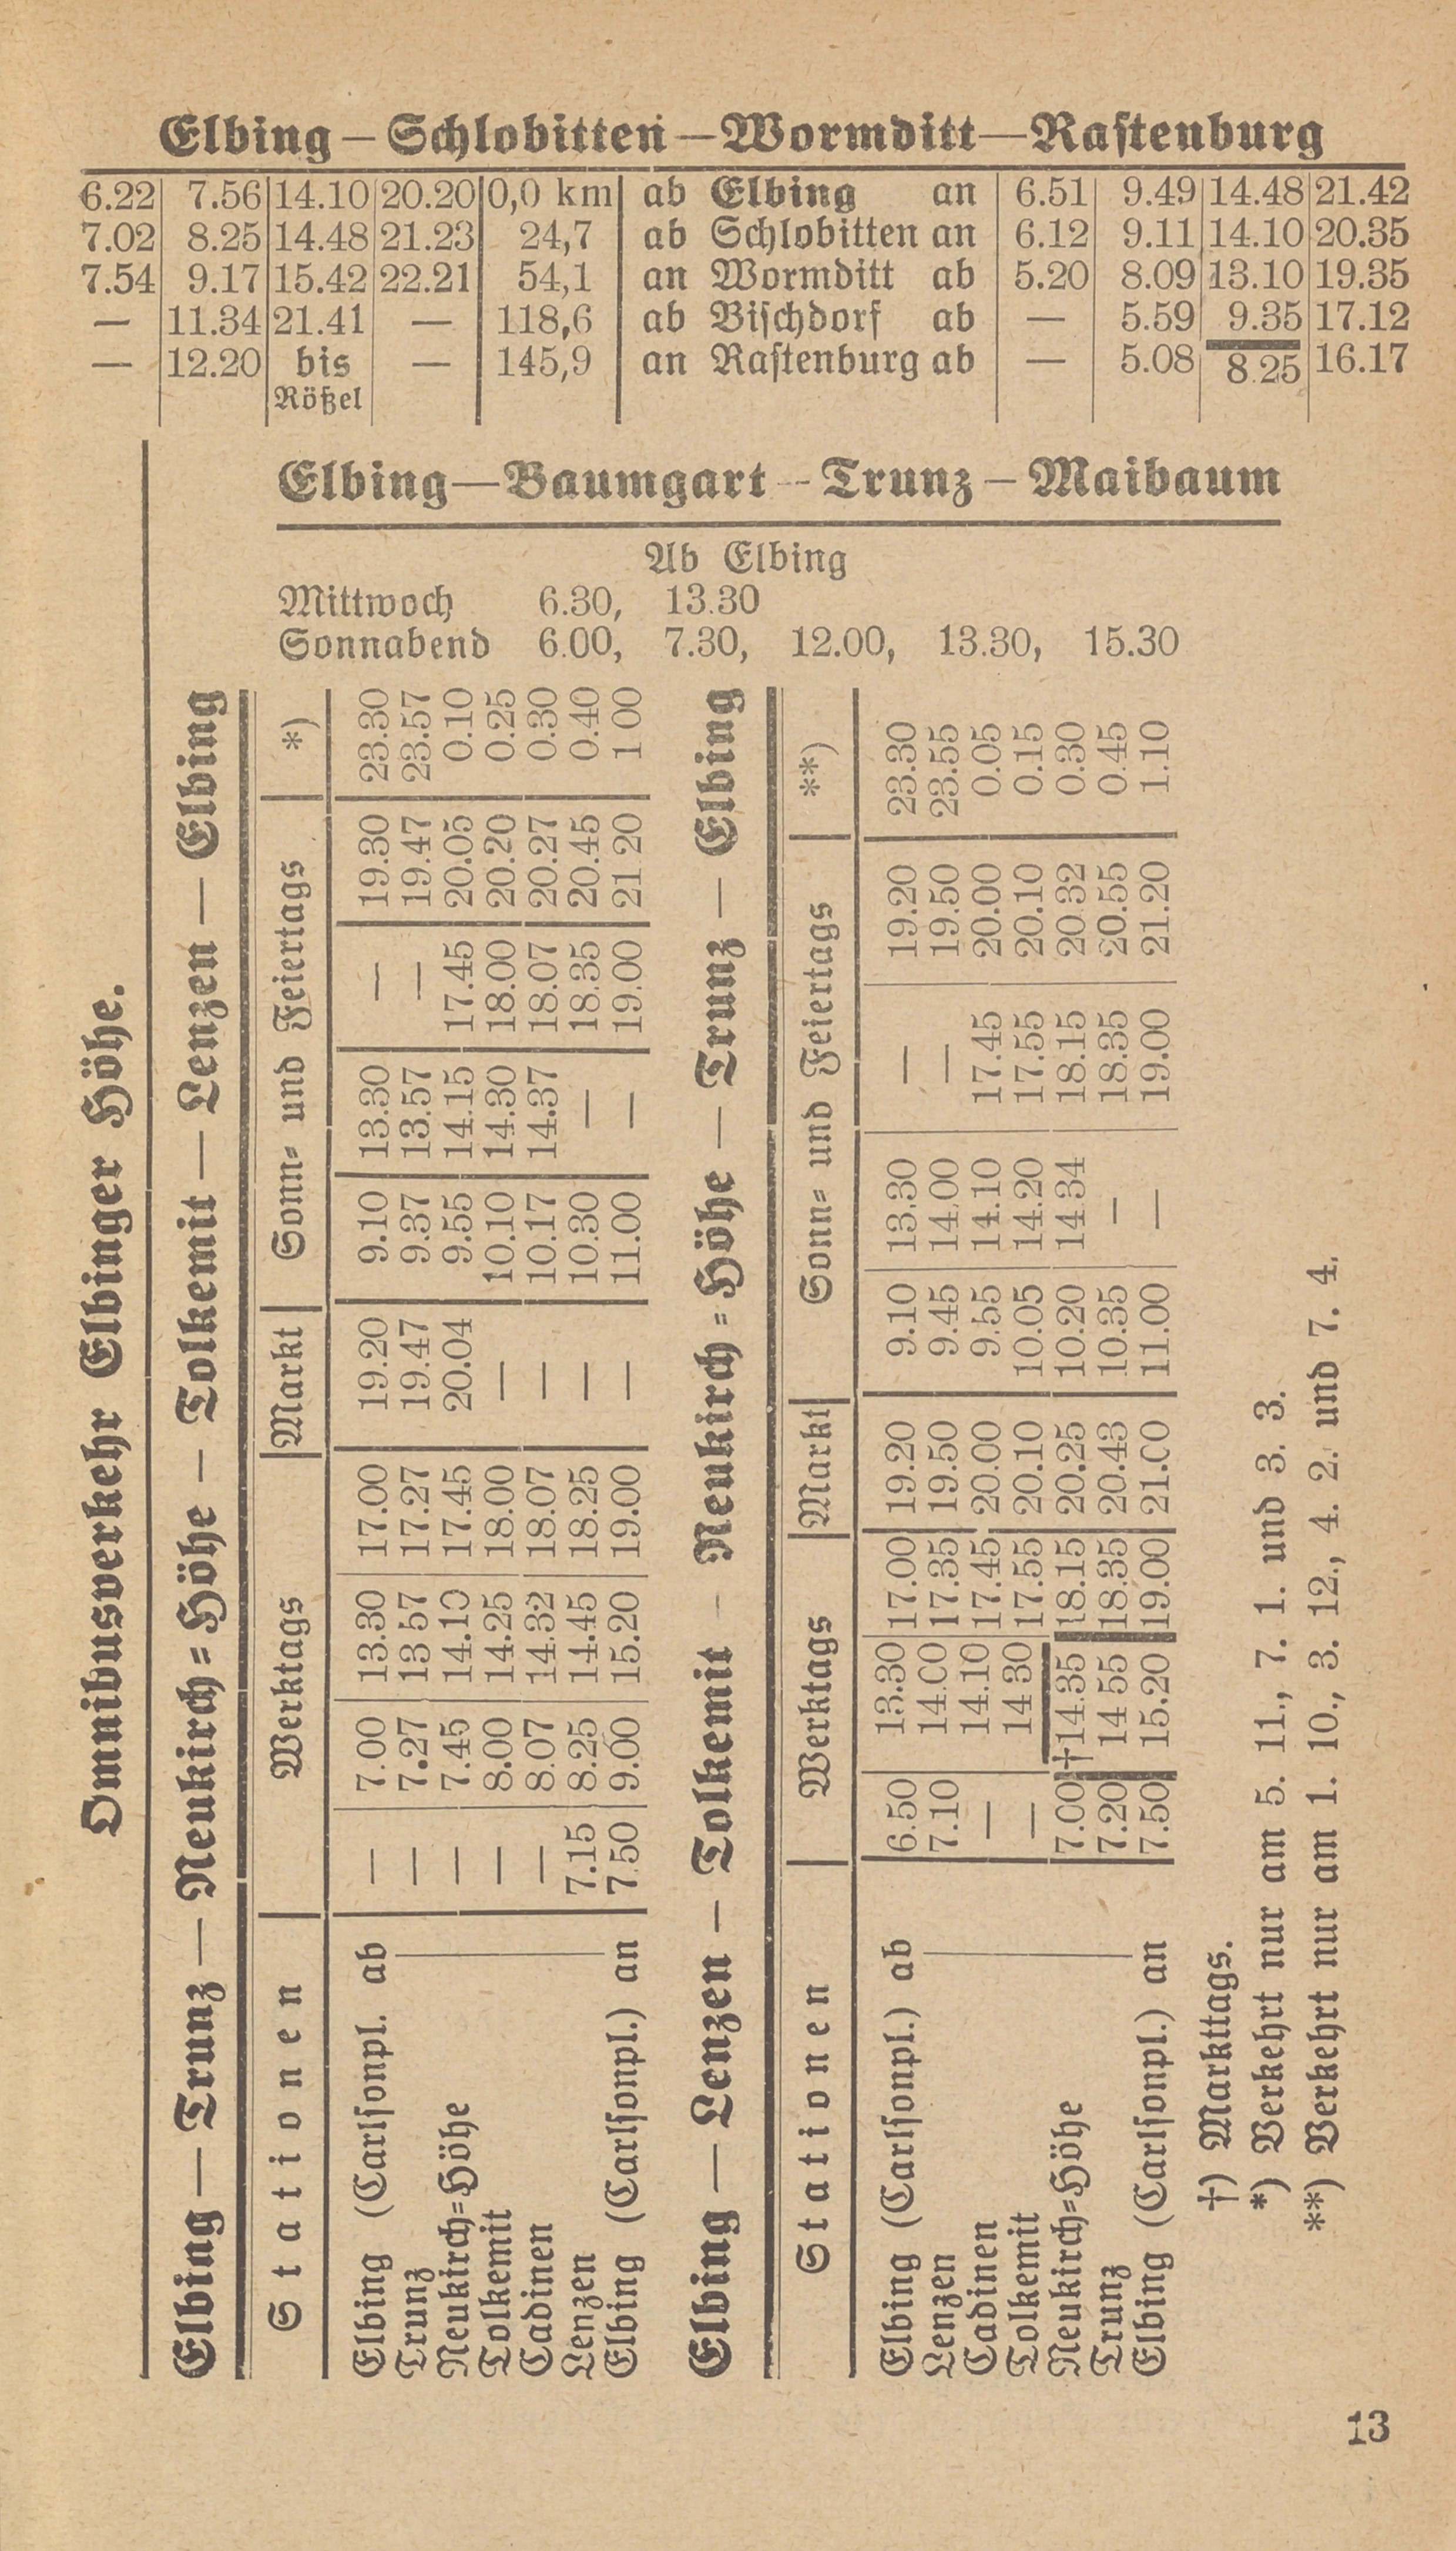 Elbing – Schlobitten – Wormditt – Rastenburg
6.22 7.56 14.10 20.20 0,0 km ab Elbing an 6.51 9.49 14.48 21.42
7.02 8.25 14.48 21.23 24,7 ab Schlobitten an 6.12 9.11 14.10 20.35
7.54 9.17 15.42 22.21 54,1 an Wormditt ab 5.20 8.09 13.10 19.35
— 11.34 21.41 — 118,6 ab Bischdorf ab — 5.59 9.35 17.12
— 12.20 bis — 145,9 an Rastenburg ab — 5.08 8.25 16.17
Rößel
Elbing—Baumgart – Trunz – Maibaum
Ab Elbing
Mittwoch 6.30, 13.30
Sonnabend 6.00, 7.30, 12.00, 13.30, 15.30
Omnibusverkehr Elbinger Höhe.
Elbing — Trunz — Neukirch=Höhe – Tolkemit — Lenzen — Elbing
Stationen Werktags Markt Sonn= und Feiertags *)
Elbing (Carlsonpl. ab — 7.00 13.30 17.00 19.20 9.10 13.30 — 19.30 23.30
Trunz — 7.27 13 57 17.27 19.47 9.37 13.57 — 19.47 23.57
Neukirch=Höhe — 7.45 14.10 17.45 20.04 9.55 14.15 17.45 20.05 0.10
Tolkemit — 8.00 14.25 18.00 — 10.10 14.30 18.00 20.20 0.25
Cadinen — 8.07 14.32 18.07 — 10.17 14.37 18.07 20.27 0.30
Lenzen 7.15 8.25 14.45 18.25 — 10.30 — 18.35 20.45 0.40
Elbing (Carlsonpl.) an 7.50 9.00 15.20 19.00 — 11.00 — 19.00 21 20 1 00
Elbing — Lenzen – Tolkemit – Neukirch=Höhe — Trunz — Elbing
Stationen Werktags Markt Sonn= und Feiertags **)
Elbing (Carlsonpl.) ab 6.50 13.30 17.00 19.20 9.10 13.30 — 19.20 23.30
Lenzen 7.10 14.00 17.35 19.50 9.45 14.00 — 19.50 23.55
Cadinen — 14.10 17.45 20.00 9.55 14.10 17.45 20.00 0.05
Tolkemit — 14 30 17.55 20.10 10.05 14.20 17.55 20.10 0.15
Neukirch=Höhe 7.00 †14.35 18.15 20.25 10.20 14.34 18.15 20.32 0.30
Trunz 7.20 14 55 18.35 20.43 10.35 — 18.35 20.55 0.45
Elbing (Carlsonpl.) an 7.50 15.20 19.00 21.00 11.00 — 19.00 21.20 1.10
†) Markttags.
*) Verkehrt nur am 5. 11., 7. 1. und 3. 3.
**) Verkehrt nur am 1. 10., 3. 12., 4. 2. und 7. 4.
13